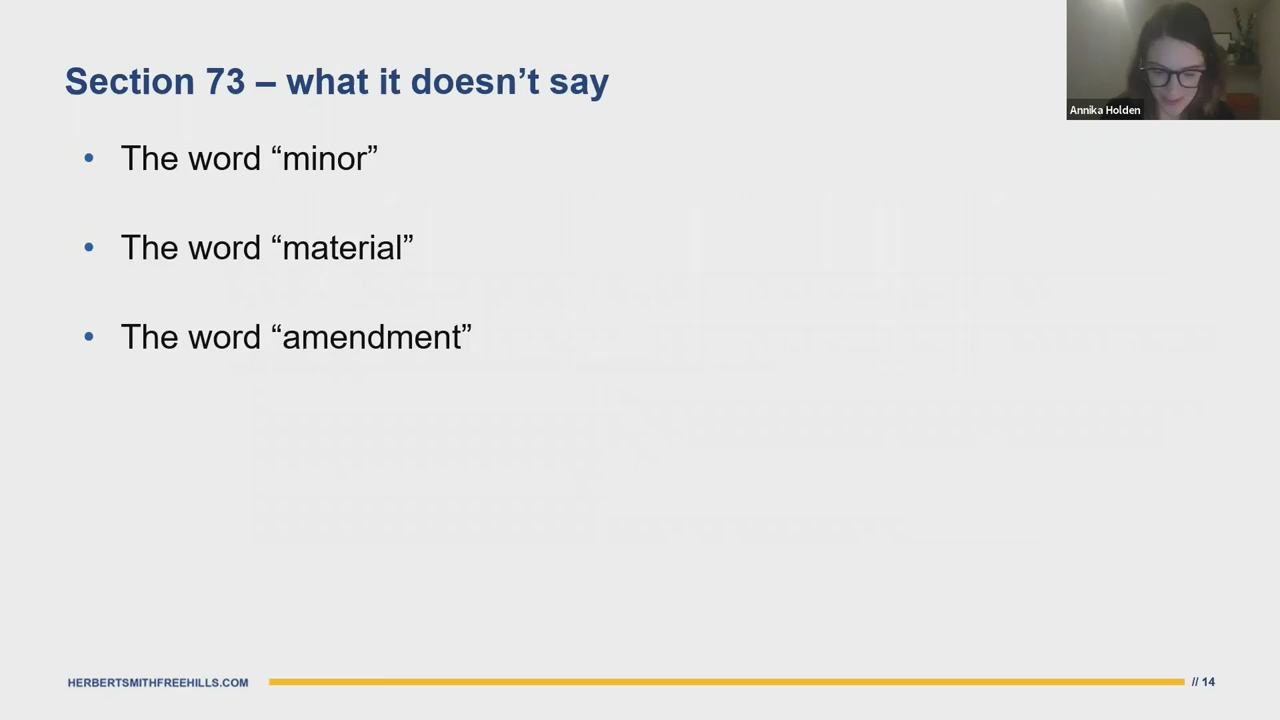 Section 73 – what it doesn’t say
Annika Holden
• The word “minor”
• The word “material”
• The word “amendment”
HERBERTSMITHFREEHILLS.COM
// 14